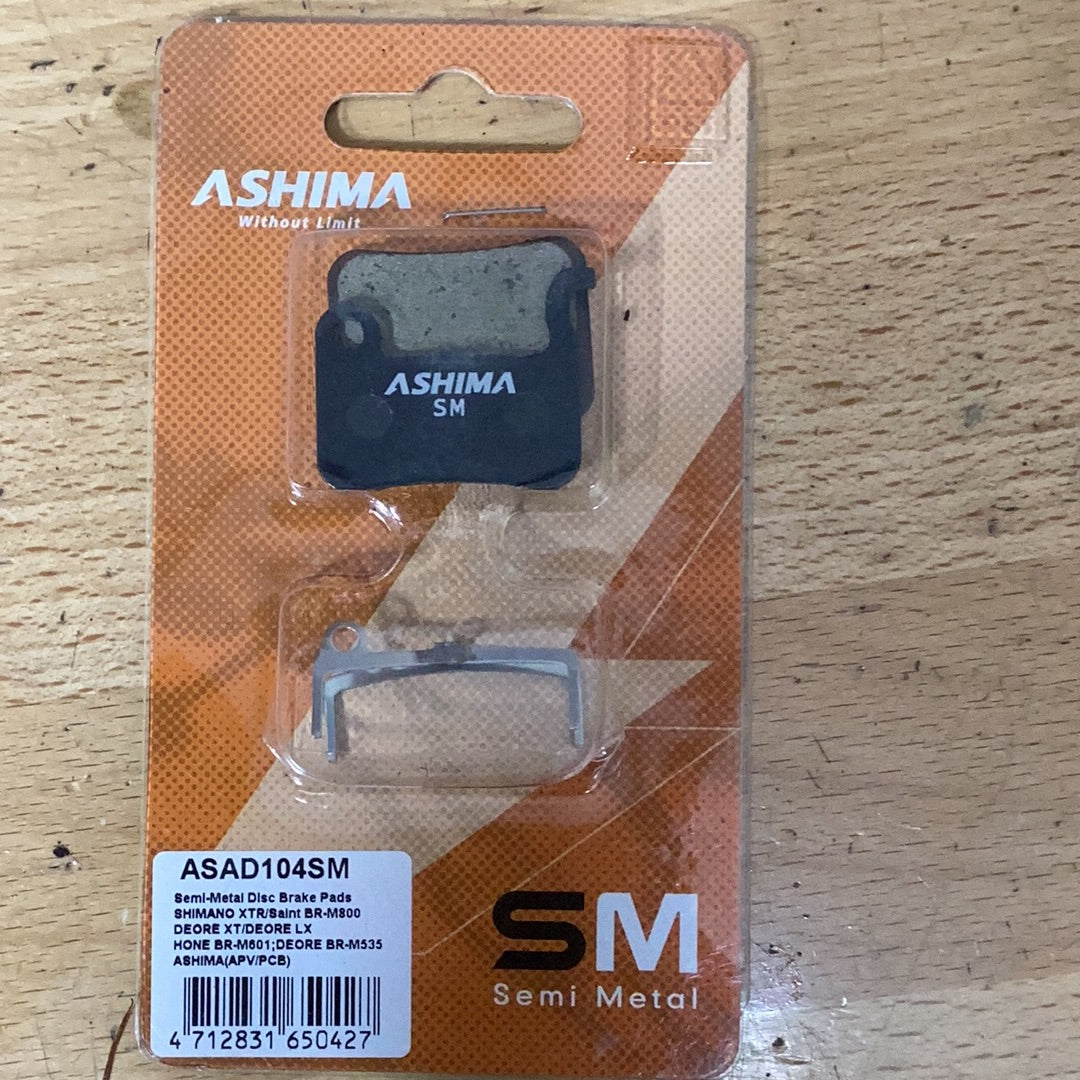 ASHIMA
Without Limit
ASHIMA
SM
ASAD104SM
Semi-Metal Disc Brake Pads
SHIMANO XTR/Saint BR-M800
DEORE XT/DEORE LX
HONE BR-M601;DEORE BR-M535
ASHIMA(APV/PCB)
4 712831 650427
SM
Semi Metal